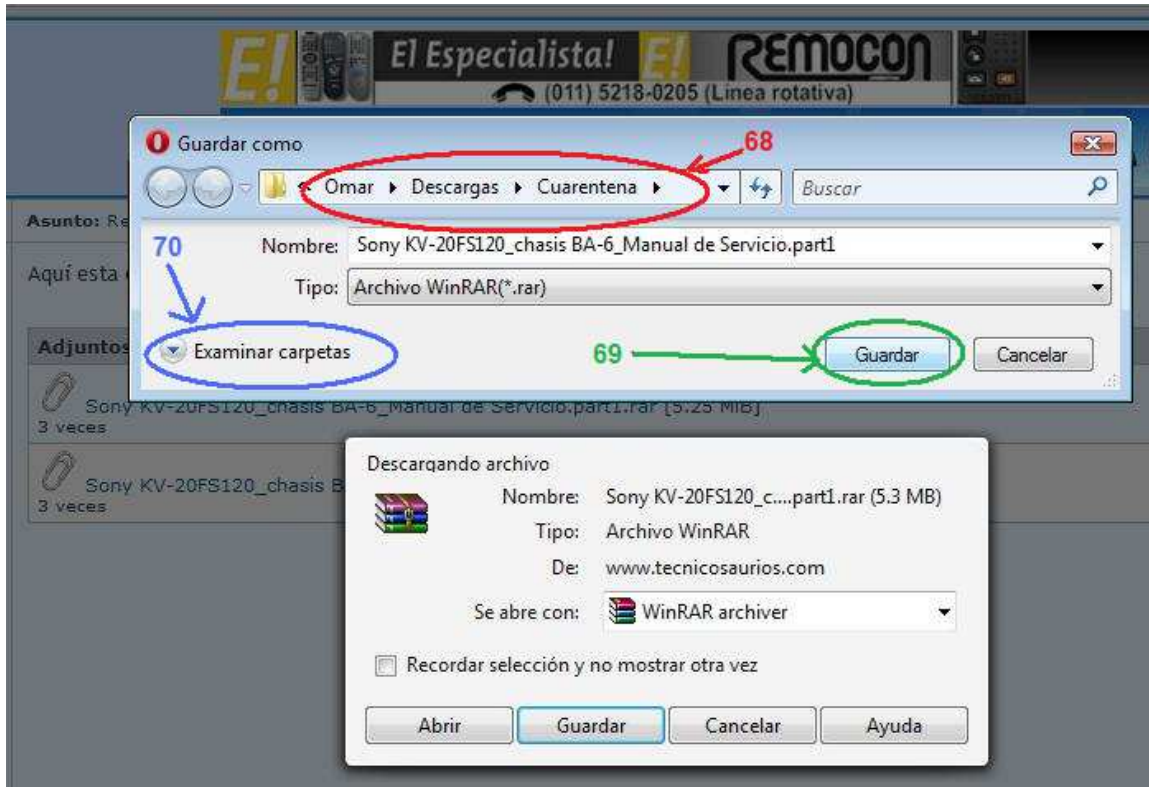 E! El Especialista! E! REMOCON
(011) 5218-0205 (Linea rotativa)
Guardar como
68
Omar Descargas Cuarentena
Buscar
Asunto: Re
70
Nombre: Sony KV-20FS120_chasis BA-6_Manual de Servicio.part1
Aquí esta
Tipo: Archivo WinRAR(*.rar)
Adjuntos
Examinar carpetas
69
Guardar
Cancelar
Sony KV-20FS120_chasis BA-6_Manual de Servicio.part1.rar [5.25 MiB]
3 veces
Sony KV-20FS120_chasis B
3 veces
Descargando archivo
Nombre: Sony KV-20FS120_c....part1.rar (5.3 MB)
Tipo: Archivo WinRAR
De: www.tecnicosaurios.com
Se abre con: WinRAR archiver
Recordar selección y no mostrar otra vez
Abrir Guardar Cancelar Ayuda